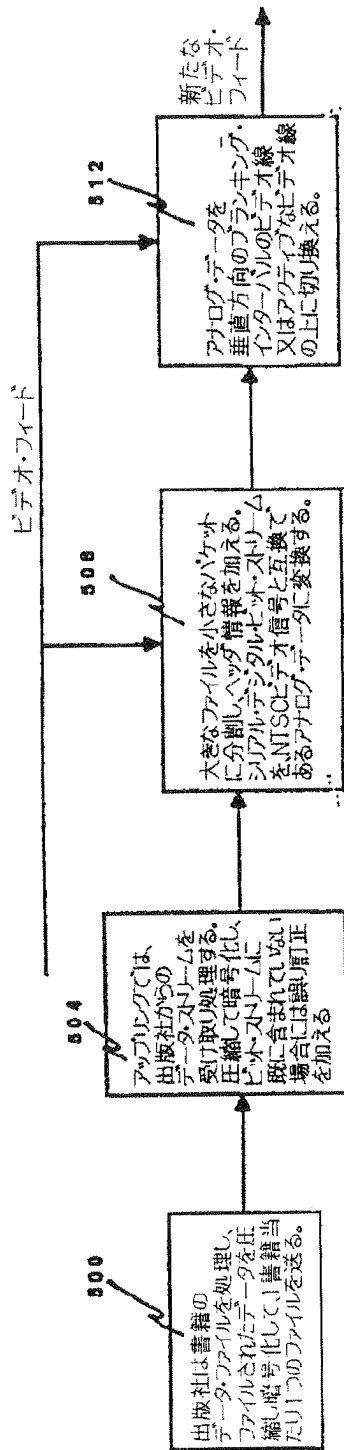 500
出版社は書籍の
データ・ファイルを処理し、
ファイルされたデータを圧
縮し暗号化して、1書籍当
たり1つのファイルを送る。
504
アップリンクでは、
出版社からの
データ・ストリームを
受け取り処理する。
圧縮して暗号化し、
ビット・ストリームに
既に含まれていない
場合には誤り訂正
を加える
ビデオ・フィード
508
大きなファイルを小さなパケット
に分割し、ヘッダ情報を加える。
シリアル・デジタル・ビット・ストリーム
を、NTSCビデオ信号と互換で
あるアナログ・データに変換する。
512
アナログ・データを
垂直方向のブランキング・
インターバルのビデオ線
又はアクティブなビデオ線
の上に切り換える。
新たな
ビデオ・
フィード